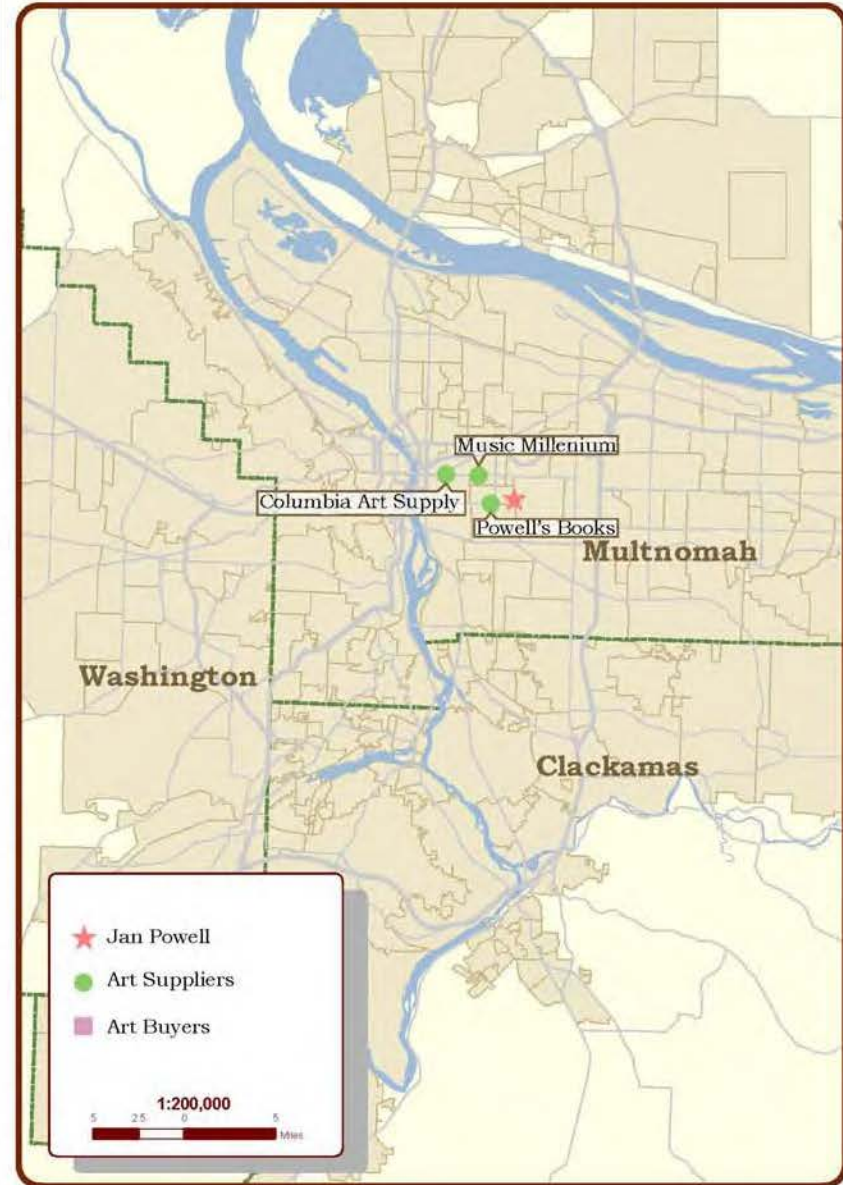 Music Millenium
Columbia Art Supply
Powell's Books
Multnomah
Washington
Clackamas
Jan Powell
Art Suppliers
Art Buyers
1:200,000
5 2.5 0 5
Miles